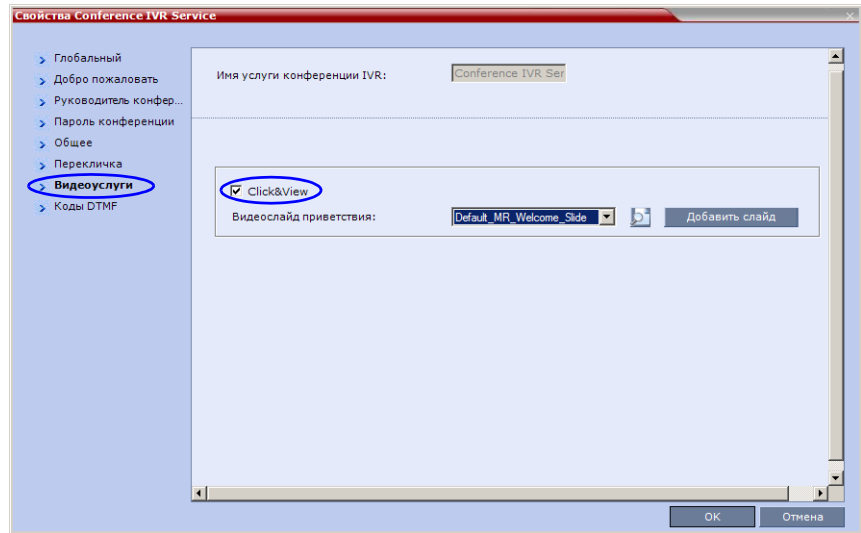 Свойства Conference IVR Service
Глобальный
Добро пожаловать
Руководитель конфер...
Пароль конференции
Общее
Перекличка
Видеоуслуги
Коды DTMF
Имя услуги конференции IVR:
Conference IVR Ser
Click&View
Видеослайд приветствия:
Default_MR_Welcome_Slide
Добавить слайд
OK
Отмена